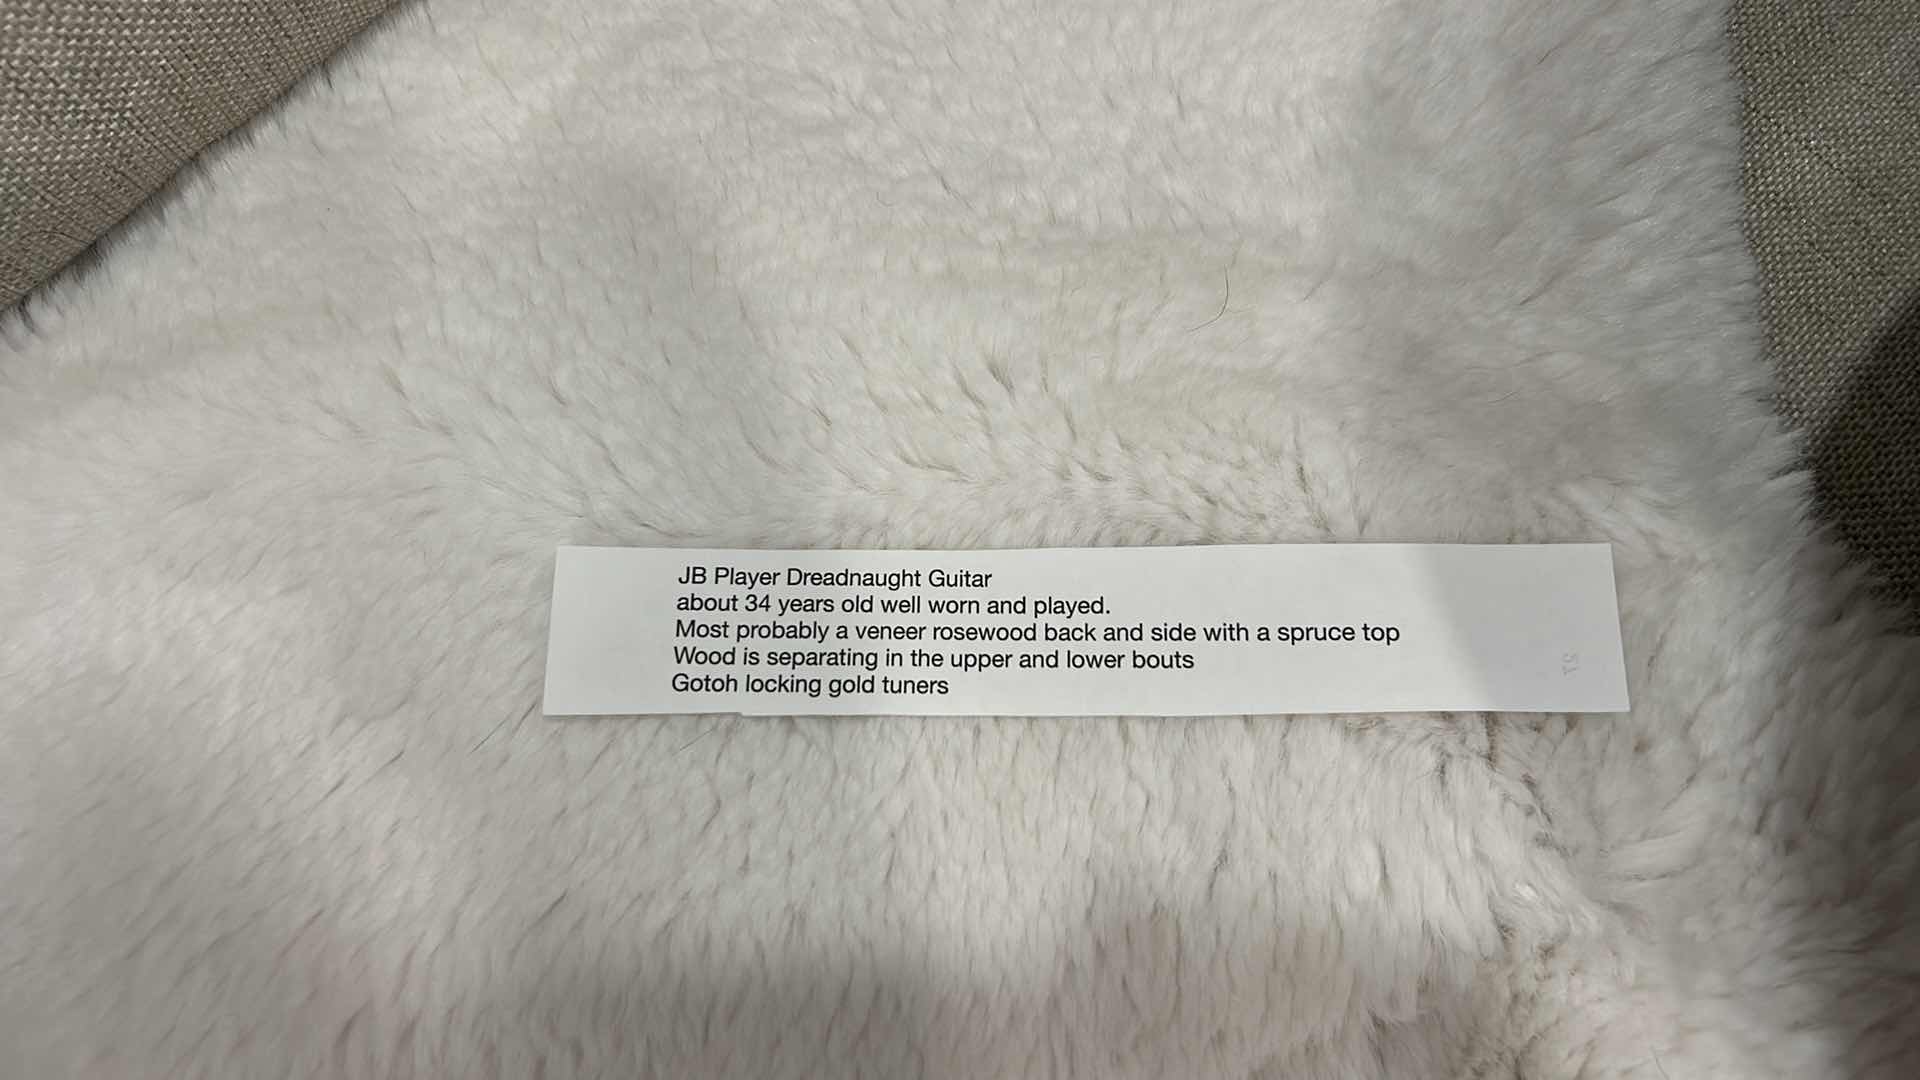 JB Player Dreadnaught Guitar
about 34 years old well worn and played.
Most probably a veneer rosewood back and side with a spruce top
Wood is separating in the upper and lower bouts
Gotoh locking gold tuners